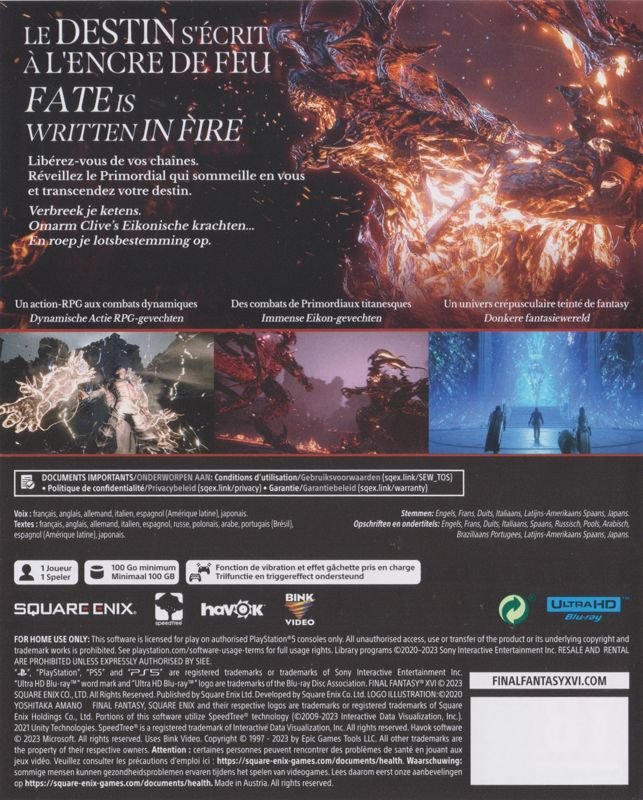 LE DESTIN S'ÉCRIT
À L'ENCRE DE FEU
FATE IS
WRITTEN IN FIRE
Libérez-vous de vos chaînes.
Réveillez le Primordial qui sommeille en vous
et transcendez votre destin.
Verbreek je ketens.
Omarm Clive's Eikonische krachten...
En roep je lotsbestemming op.
Un action-RPG aux combats dynamiques
Dynamische Actie RPG-gevechten
Des combats de Primordiaux titanesques
Immense Eikon-gevechten
Un univers crépusculaire teinté de fantasy
Donkere fantasiewereld
DOCUMENTS IMPORTANTS/ONDERWORPEN AAN: Conditions d'utilisation/Gebruiksvoorwaarden (sqex.link/SEW_TOS)
• Politique de confidentialité/Privacybeleid (sqex.link/privacy) • Garantie/Garantiebeleid (sqex.link/warranty)
Voix : français, anglais, allemand, italien, espagnol (Amérique latine), japonais.
Textes : français, anglais, allemand, italien, espagnol, russe, polonais, arabe, portugais (Brésil),
espagnol (Amérique latine), japonais.
Stemmen: Engels, Frans, Duits, Italiaans, Latijns-Amerikaans Spaans, Japans.
Opschriften en ondertitels: Engels, Frans, Duits, Italiaans, Spaans, Russisch, Pools, Arabisch,
Braziliaans Portugees, Latijns-Amerikaans Spaans, Japans.
1 Joueur
1 Speler
100 Go minimum
Minimaal 100 GB
Fonction de vibration et effet gâchette pris en charge
Trilfunctie en triggereffect ondersteund
SQUARE ENIX.
speedtree
havok
BINK
VIDEO
ULTRA HD
Blu-ray
FOR HOME USE ONLY: This software is licensed for play on authorised PlayStation®5 consoles only. All unauthorised access, use or transfer of the product or its underlying copyright and
trademark works is prohibited. See playstation.com/software-usage-terms for full usage rights. Library programs ©2020–2023 Sony Interactive Entertainment Inc. RESALE AND RENTAL
ARE PROHIBITED UNLESS EXPRESSLY AUTHORISED BY SIEE.
"PS", "PlayStation", "PS5" and "PS5" are registered trademarks or trademarks of Sony Interactive Entertainment Inc.
"Ultra HD Blu-ray™" word mark and "Ultra HD Blu-ray™" logo are trademarks of the Blu-ray Disc Association. FINAL FANTASY® XVI © 2023
SQUARE ENIX CO., LTD. All Rights Reserved. Published by Square Enix Ltd. Developed by Square Enix Co. Ltd. LOGO ILLUSTRATION:©2020
YOSHITAKA AMANO FINAL FANTASY, SQUARE ENIX and their respective logos are trademarks or registered trademarks of Square
Enix Holdings Co., Ltd. Portions of this software utilize SpeedTree® technology (©2009-2023 Interactive Data Visualization, Inc.).
2021 Unity Technologies. SpeedTree® is a registered trademark of Interactive Data Visualization, Inc. All rights reserved. Havok software
© 2023 Microsoft. All rights reserved. Uses Bink Video. Copyright © 1997 - 2023 by Epic Games Tools LLC. All other trademarks are
the property of their respective owners. Attention : certaines personnes peuvent rencontrer des problèmes de santé en jouant aux
jeux vidéo. Veuillez consulter les précautions d'emploi ici : https://square-enix-games.com/documents/health. Waarschuwing:
sommige mensen kunnen gezondheidsproblemen ervaren tijdens het spelen van videogames. Lees daarom eerst onze aanbevelingen
op https://square-enix-games.com/documents/health. Made in Austria. All rights reserved.
FINALFANTASYXVI.COM